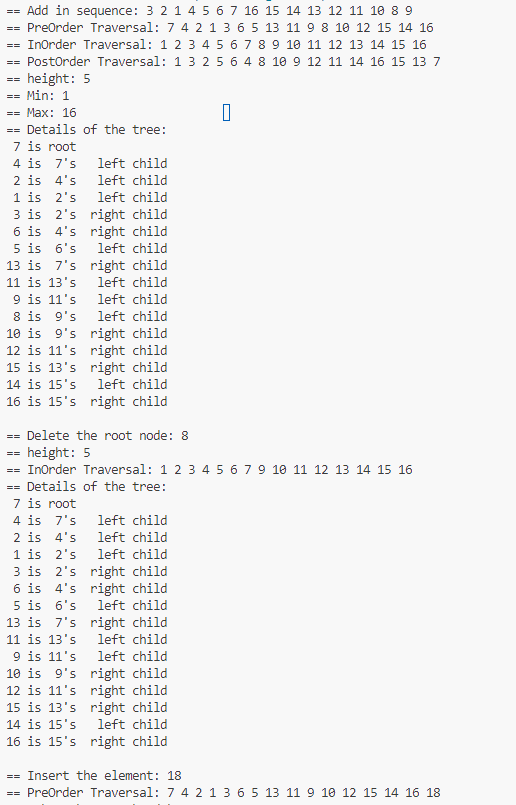 == Add in sequence: 3 2 1 4 5 6 7 16 15 14 13 12 11 10 8 9
== PreOrder Traversal: 7 4 2 1 3 6 5 13 11 9 8 10 12 15 14 16
== InOrder Traversal: 1 2 3 4 5 6 7 8 9 10 11 12 13 14 15 16
== PostOrder Traversal: 1 3 2 5 6 4 8 10 9 12 11 14 16 15 13 7
== height: 5
== Min: 1
== Max: 16
== Details of the tree:
 7 is root
 4 is  7's   left child
 2 is  4's   left child
 1 is  2's   left child
 3 is  2's  right child
 6 is  4's  right child
 5 is  6's   left child
13 is  7's  right child
11 is 13's   left child
 9 is 11's   left child
 8 is  9's   left child
10 is  9's  right child
12 is 11's  right child
15 is 13's  right child
14 is 15's   left child
16 is 15's  right child
== Delete the root node: 8
== height: 5
== InOrder Traversal: 1 2 3 4 5 6 7 9 10 11 12 13 14 15 16
== Details of the tree:
 7 is root
 4 is  7's   left child
 2 is  4's   left child
 1 is  2's   left child
 3 is  2's  right child
 6 is  4's  right child
 5 is  6's   left child
13 is  7's  right child
11 is 13's   left child
 9 is 11's   left child
10 is  9's  right child
12 is 11's  right child
15 is 13's  right child
14 is 15's   left child
16 is 15's  right child
== Insert the element: 18
== PreOrder Traversal: 7 4 2 1 3 6 5 13 11 9 10 12 15 14 16 18